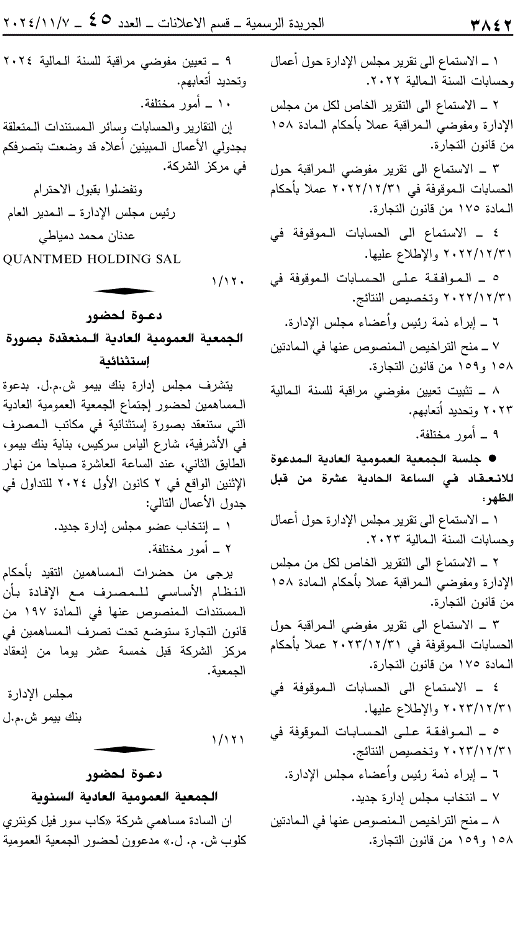 ٣٨٤٢
الجريدة الرسمية – قسم الاعلانات – العدد ٤٥ – ٢٠٢٤/١١/٧
١ – الاستماع الى تقرير مجلس الإدارة حول أعمال
وحسابات السنة المالية ٢٠٢٢.
٢ – الاستماع الى التقرير الخاص لكل من مجلس
الإدارة ومفوضي المراقبة عملا بأحكام المادة ١٥٨
من قانون التجارة.
٣ – الاستماع الى تقرير مفوضي المراقبة حول
الحسابات الموقوفة في ٢٠٢٢/١٢/٣١ عملا بأحكام
المادة ١٧٥ من قانون التجارة.
٤ – الاستماع الى الحسابات الموقوفة في
٢٠٢٢/١٢/٣١ والإطلاع عليها.
٥ – الموافقة على الحسابات الموقوفة في
٢٠٢٢/١٢/٣١ وتخصيص النتائج.
٦ – إبراء ذمة رئيس وأعضاء مجلس الإدارة.
٧ – منح التراخيص المنصوص عنها في المادتين
١٥٨ و١٥٩ من قانون التجارة.
٨ – تثبيت تعيين مفوضي مراقبة للسنة المالية
٢٠٢٣ وتحديد أتعابهم.
٩ – أمور مختلفة.
● جلسة الجمعية العمومية العادية المدعوة
للانعقاد في الساعة الحادية عشرة من قبل
الظهر:
١ – الاستماع الى تقرير مجلس الإدارة حول أعمال
وحسابات السنة المالية ٢٠٢٣.
٢ – الاستماع الى التقرير الخاص لكل من مجلس
الإدارة ومفوضي المراقبة عملا بأحكام المادة ١٥٨
من قانون التجارة.
٣ – الاستماع الى تقرير مفوضي المراقبة حول
الحسابات الموقوفة في ٢٠٢٣/١٢/٣١ عملا بأحكام
المادة ١٧٥ من قانون التجارة.
٤ – الاستماع الى الحسابات الموقوفة في
٢٠٢٣/١٢/٣١ والإطلاع عليها.
٥ – الموافقة على الحسابات الموقوفة في
٢٠٢٣/١٢/٣١ وتخصيص النتائج.
٦ – إبراء ذمة رئيس وأعضاء مجلس الإدارة.
٧ – انتخاب مجلس إدارة جديد.
٨ – منح التراخيص المنصوص عنها في المادتين
١٥٨ و١٥٩ من قانون التجارة.
٩ – تعيين مفوضي مراقبة للسنة المالية ٢٠٢٤
وتحديد أتعابهم.
١٠ – أمور مختلفة.
إن التقارير والحسابات وسائر المستندات المتعلقة
بجدولي الأعمال المبينين أعلاه قد وضعت بتصرفكم
في مركز الشركة.
وتفضلوا بقبول الاحترام
رئيس مجلس الإدارة – المدير العام
عدنان محمد دمياطي
QUANTMED HOLDING SAL
١/١٢٠
دعوة لحضور
الجمعية العمومية العادية المنعقدة بصورة
إستثنائية
يتشرف مجلس إدارة بنك بيمو ش.م.ل. بدعوة
المساهمين لحضور إجتماع الجمعية العمومية العادية
التي ستنعقد بصورة إستثنائية في مكاتب المصرف
في الأشرفية، شارع الياس سركيس، بناية بنك بيمو،
الطابق الثاني، عند الساعة العاشرة صباحا من نهار
الإثنين الواقع في ٢ كانون الأول ٢٠٢٤ للتداول في
جدول الأعمال التالي:
١ – إنتخاب عضو مجلس إدارة جديد.
٢ – أمور مختلفة.
يرجى من حضرات المساهمين التقيد بأحكام
النظام الأساسي للمصرف مع الإفادة بأن
المستندات المنصوص عنها في المادة ١٩٧ من
قانون التجارة ستوضع تحت تصرف المساهمين في
مركز الشركة قبل خمسة عشر يوما من إنعقاد
الجمعية.
مجلس الإدارة
بنك بيمو ش.م.ل
١/١٢١
دعوة لحضور
الجمعية العمومية العادية السنوية
ان السادة مساهمي شركة «كاب سور فيل كونتري
كلوب ش. م. ل.» مدعوون لحضور الجمعية العمومية